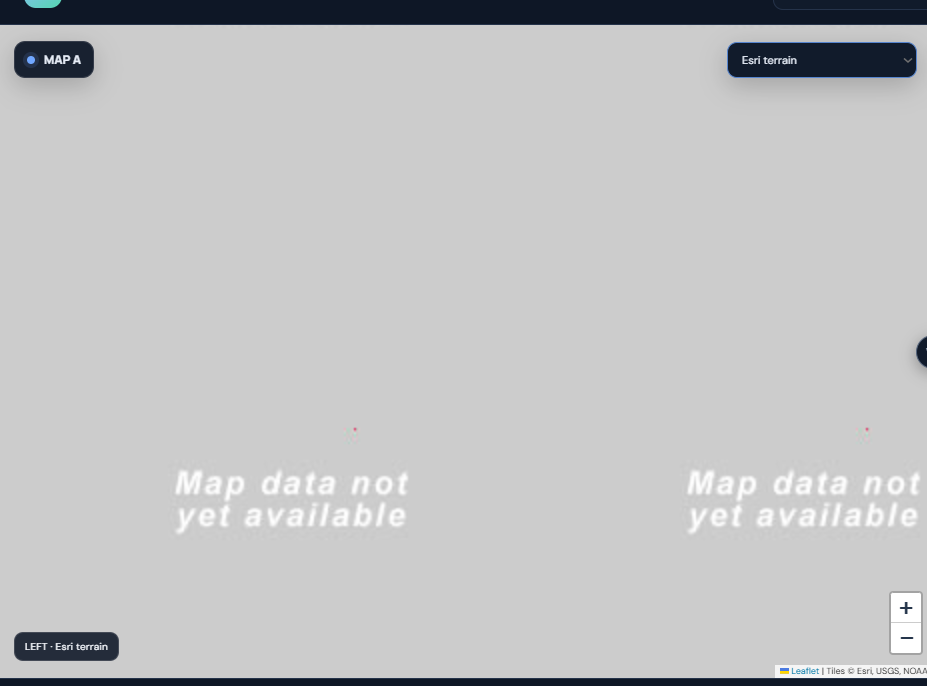 MAP A
Esri terrain
Map data not
yet available
Map data not
yet available
+
−
LEFT · Esri terrain
Leaflet | Tiles © Esri, USGS, NOAA